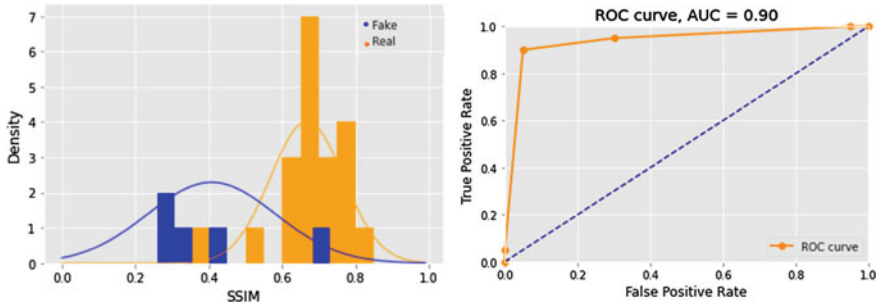 Density
7
6
5
4
3
2
1
0
0.0 0.2 0.4 0.6 0.8 1.0
SSIM
Fake
Real
ROC curve, AUC = 0.90
True Positive Rate
1.0
0.8
0.6
0.4
0.2
0.0
0.0 0.2 0.4 0.6 0.8 1.0
False Positive Rate
ROC curve